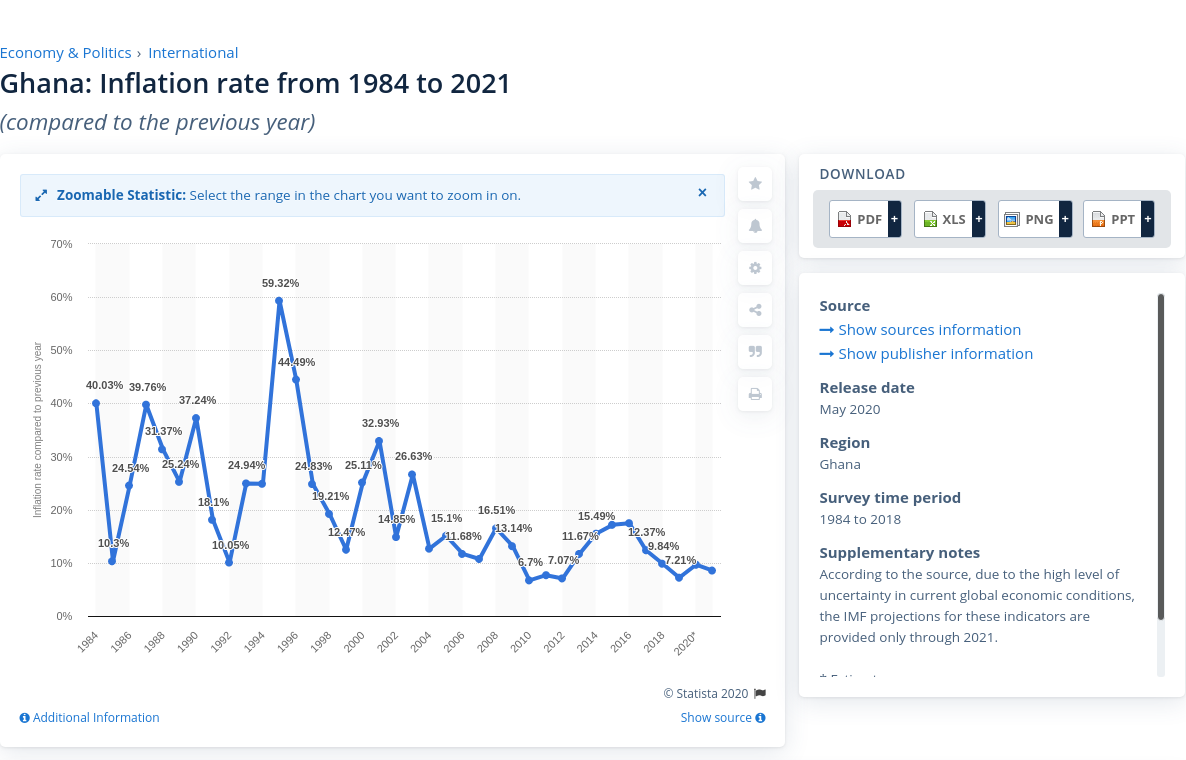 Economy & Politics › International
Ghana: Inflation rate from 1984 to 2021
(compared to the previous year)
Zoomable Statistic: Select the range in the chart you want to zoom in on.
×
70%
60%
50%
40%
30%
20%
10%
0%
Inflation rate compared to previous year
40.03%
10.3%
24.54%
39.76%
31.37%
25.24%
37.24%
18.1%
10.05%
24.94%
59.32%
44.49%
24.83%
19.21%
12.47%
25.11%
32.93%
14.85%
26.63%
15.1%
11.68%
16.51%
13.14%
6.7%
7.07%
11.67%
15.49%
12.37%
9.84%
7.21%
1984
1986
1988
1990
1992
1994
1996
1998
2000
2002
2004
2006
2008
2010
2012
2014
2016
2018
2020*
© Statista 2020
Additional Information
Show source
DOWNLOAD
PDF +
XLS +
PNG +
PPT +
Source
Show sources information
Show publisher information
Release date
May 2020
Region
Ghana
Survey time period
1984 to 2018
Supplementary notes
According to the source, due to the high level of
uncertainty in current global economic conditions,
the IMF projections for these indicators are
provided only through 2021.